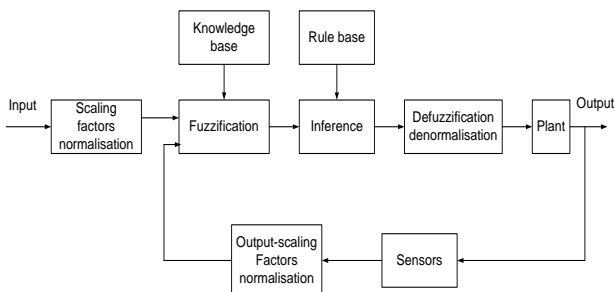 Knowledge
base
Rule base
Input
Scaling
factors
normalisation
Fuzzification
Inference
Defuzzification
denormalisation
Plant
Output
Output-scaling
Factors
normalisation
Sensors